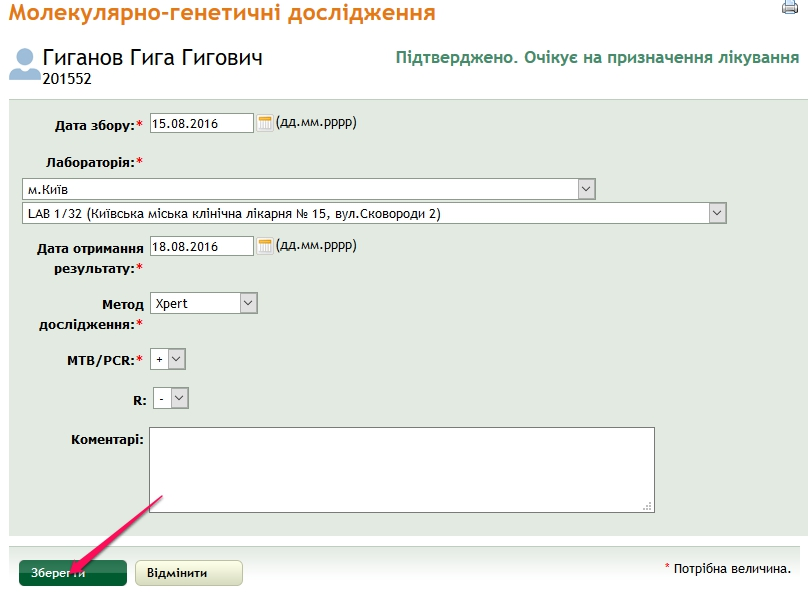 Молекулярно-генетичні дослідження
Гиганов Гига Гигович
Підтверджено. Очікує на призначення лікування
201552
Дата збору:* 15.08.2016 (дд.мм.рррр)
Лабораторія:*
м.Київ
LAB 1/32 (Київська міська клінічна лікарня № 15, вул.Сковороди 2)
Дата отримання результату:* 18.08.2016 (дд.мм.рррр)
Метод дослідження:* Xpert
МТВ/PCR:* +
R: -
Коментарі:
Зберегти
Відмінити
* Потрібна величина.